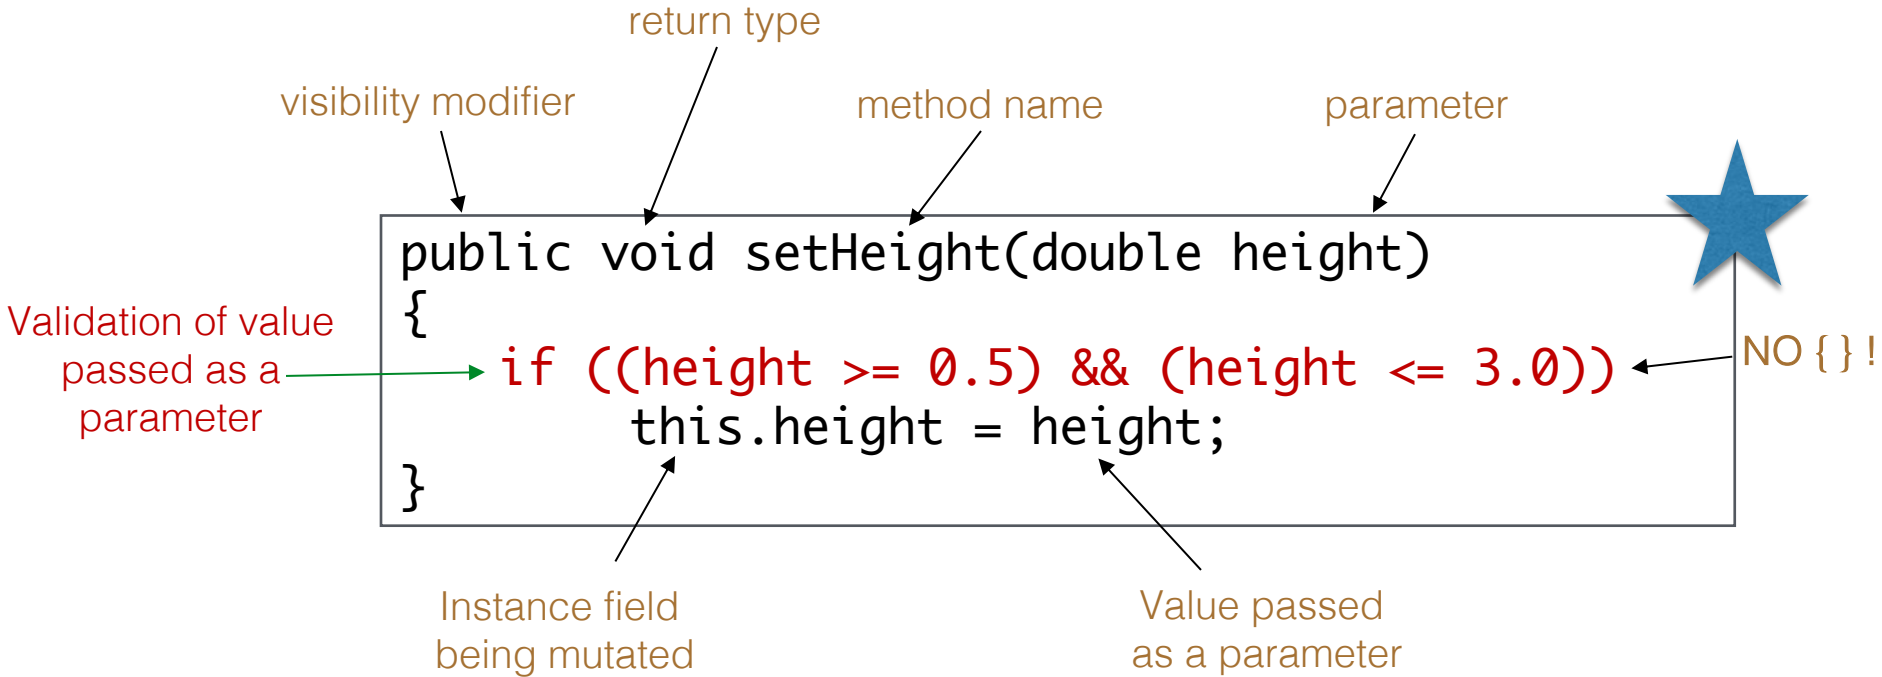 return type
visibility modifier
method name
parameter
public void setHeight(double height)
{
Validation of value
passed as a
parameter
if ((height >= 0.5) && (height <= 3.0))
NO { } !
this.height = height;
}
Instance field
being mutated
Value passed
as a parameter